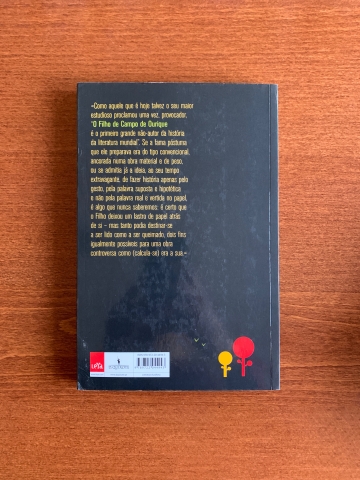 «Como aquele que é hoje talvez o seu maior
estudioso proclamou uma vez, provocador,
"O Filho de Campo de Ourique
é o primeiro grande não-autor da história
da literatura mundial". Se a fama póstuma
que ele preparava era do tipo convencional,
ancorada numa obra material e de peso,
ou se admitia já a ideia, ao seu tempo
extravagante, de fazer história apenas pelo
gesto, pela palavra suposta e hipotética
e não pela palavra real e vertida no papel,
é algo que nunca saberemos: é certo que
o Filho deixou um lastro de papel atrás
de si – mas tanto podia destinar-se
a ser lido como a ser queimado, dois fins
igualmente possíveis para uma obra
controversa como (calcula-se) era a sua.»
LeYa